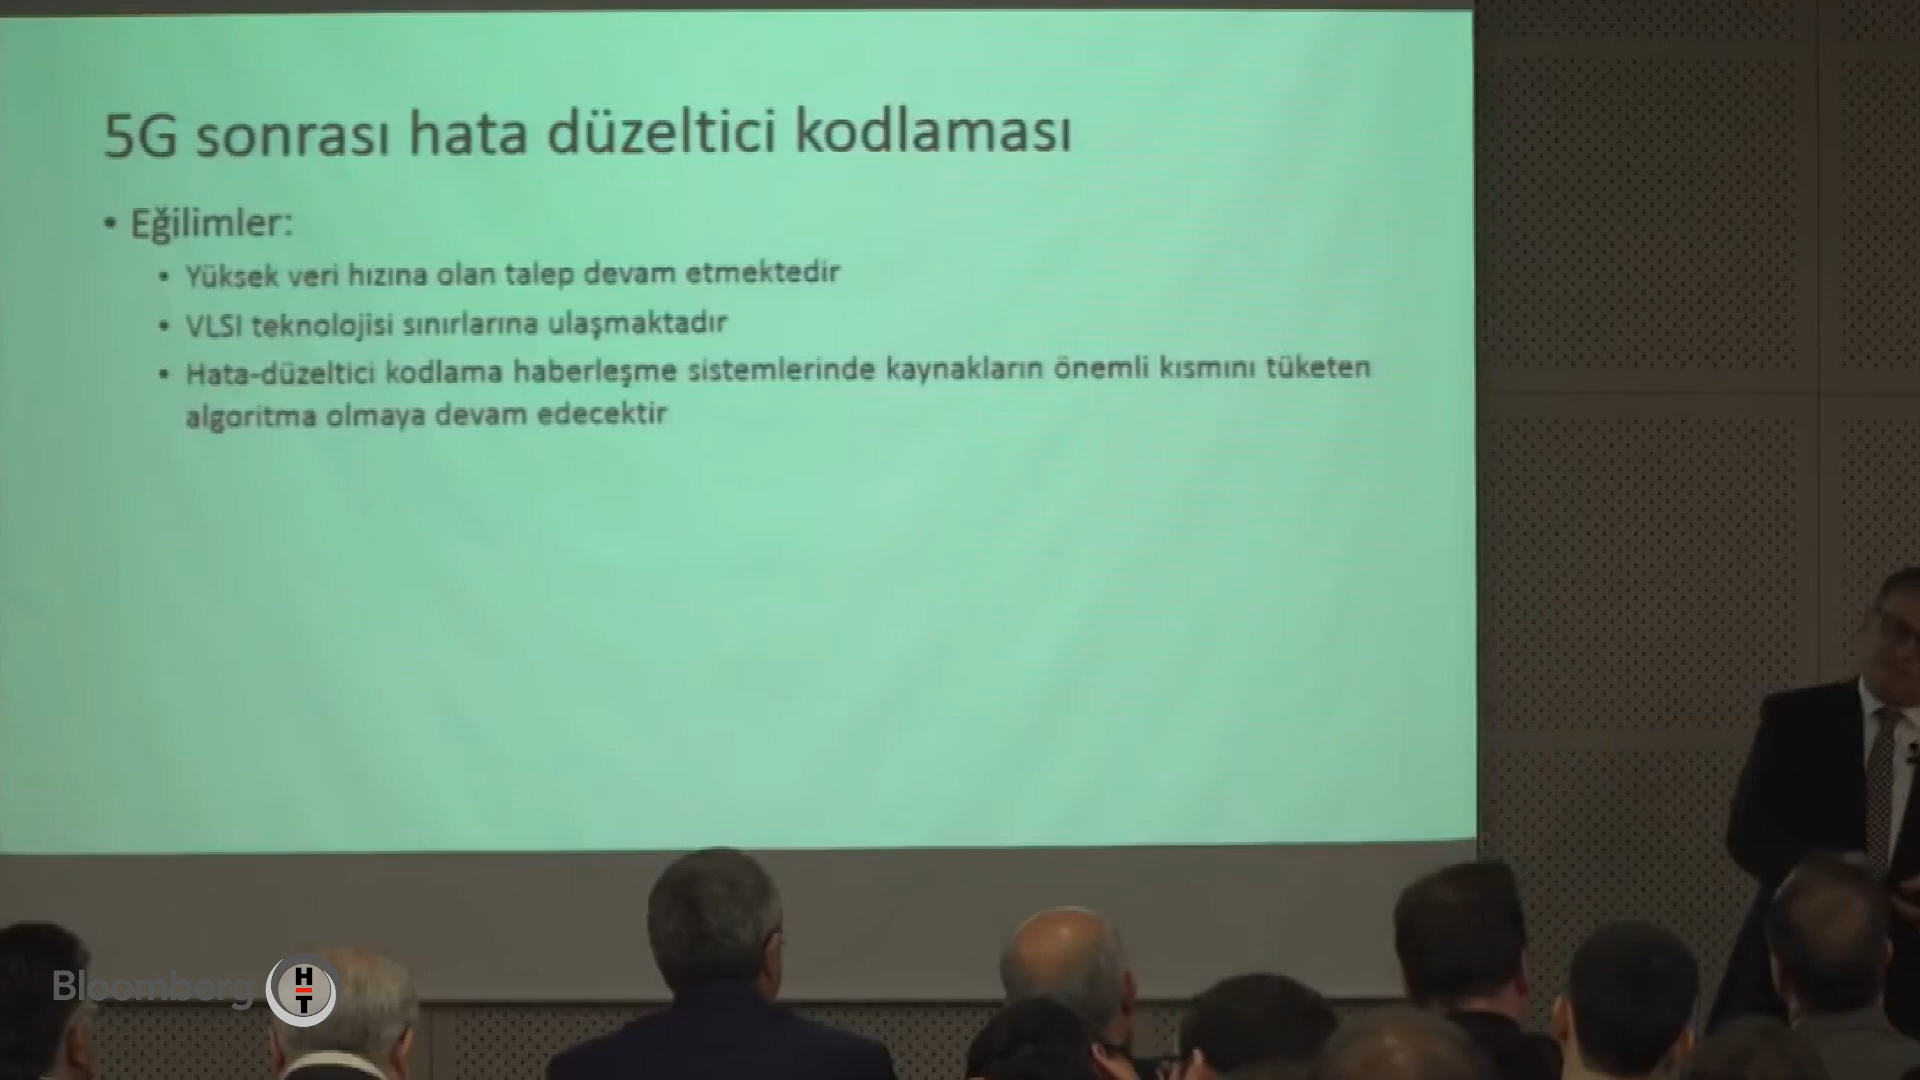 5G sonrası hata düzeltici kodlaması
• Eğilimler:
• Yüksek veri hızına olan talep devam etmektedir
• VLSI teknolojisi sınırlarına ulaşmaktadır
• Hata-düzeltici kodlama haberleşme sistemlerinde kaynakların önemli kısmını tüketen
algoritma olmaya devam edecektir
Bloomberg HT